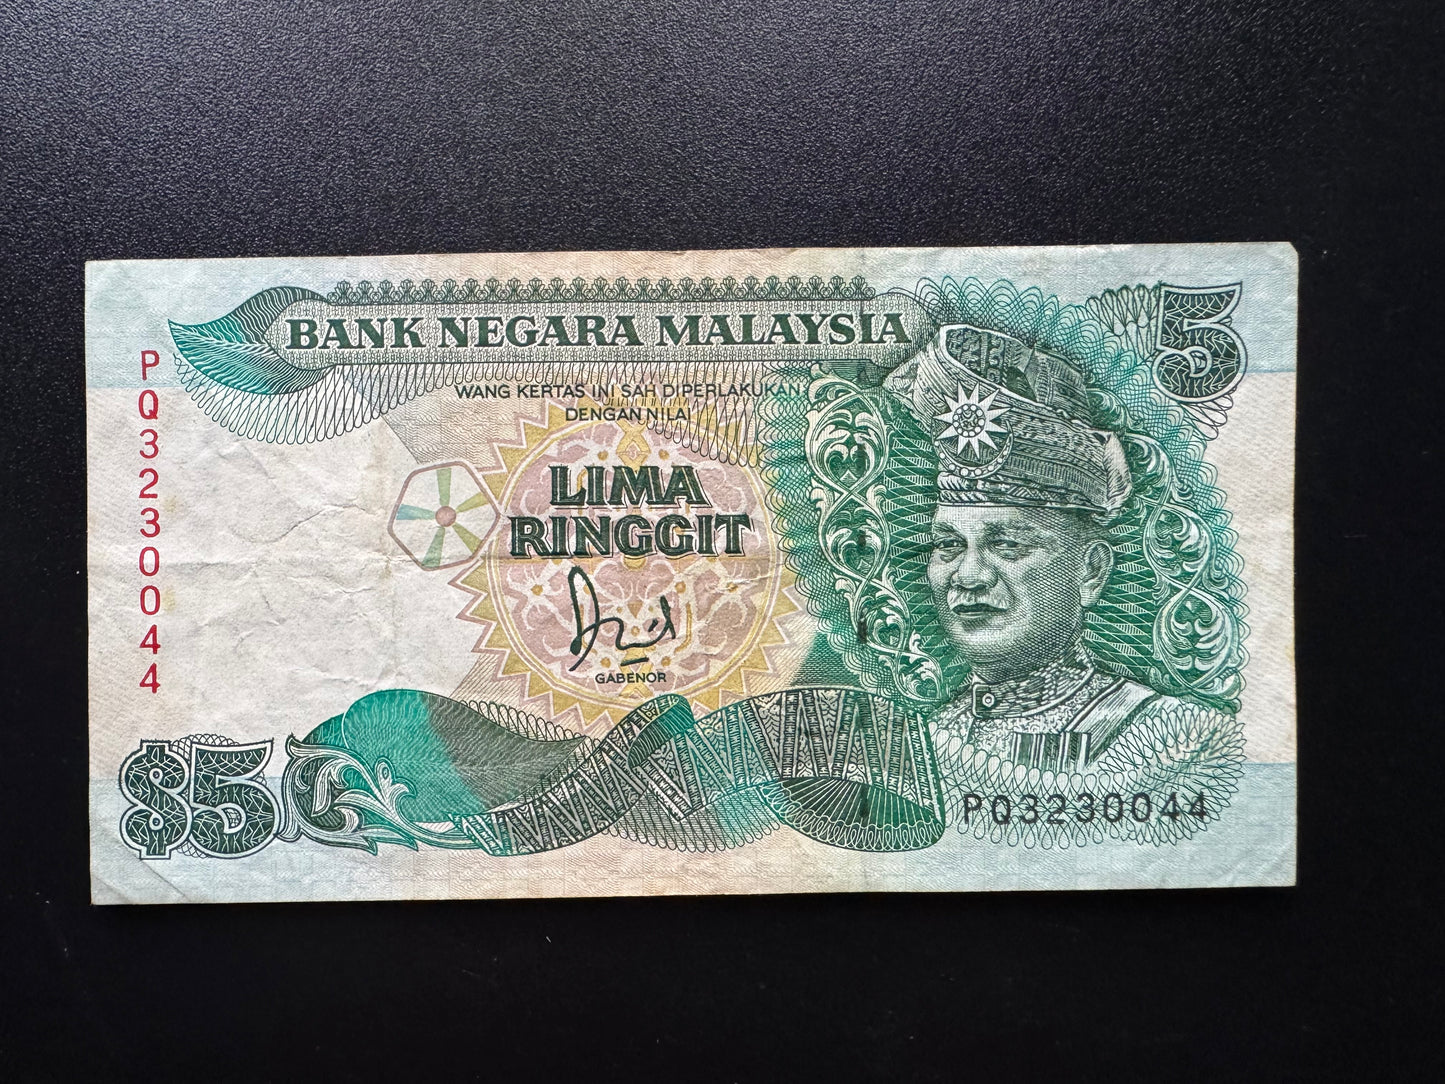 BANK NEGARA MALAYSIA
5
WANG KERTAS INI SAH DIPERLAKUKAN
DENGAN NILAI
PQ3230044
LIMA
RINGGIT
GABENOR
$5
PQ3230044